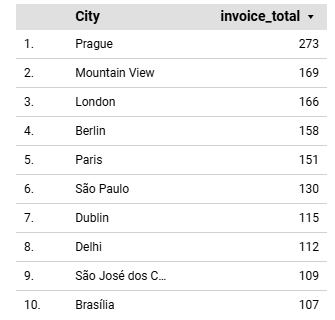 City invoice_total
1. Prague 273
2. Mountain View 169
3. London 166
4. Berlin 158
5. Paris 151
6. São Paulo 130
7. Dublin 115
8. Delhi 112
9. São José dos C... 109
10. Brasília 107